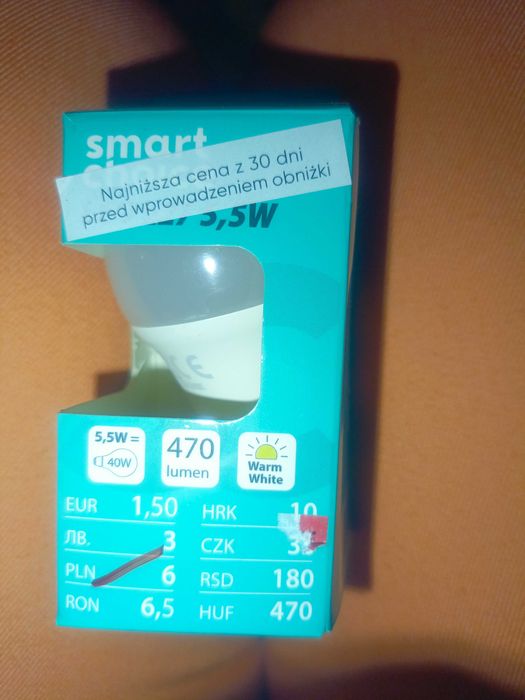 smart
Najniższa cena z 30 dni
przed wprowadzeniem obniżki
5,5W
5,5W =
40W
470
lumen
Warm
White
EUR 1,50
ЛВ. 3
PLN 6
RON 6,5
HRK 10
CZK
RSD 180
HUF 470